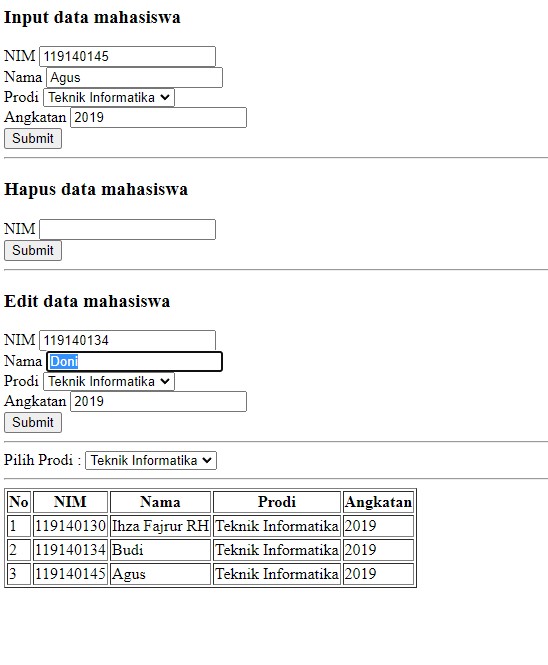 Input data mahasiswa
NIM 119140145
Nama Agus
Prodi Teknik Informatika
Angkatan 2019
Submit
Hapus data mahasiswa
NIM
Submit
Edit data mahasiswa
NIM 119140134
Nama Doni
Prodi Teknik Informatika
Angkatan 2019
Submit
Pilih Prodi : Teknik Informatika
No NIM Nama Prodi Angkatan
1 119140130 Ihza Fajrur RH Teknik Informatika 2019
2 119140134 Budi Teknik Informatika 2019
3 119140145 Agus Teknik Informatika 2019